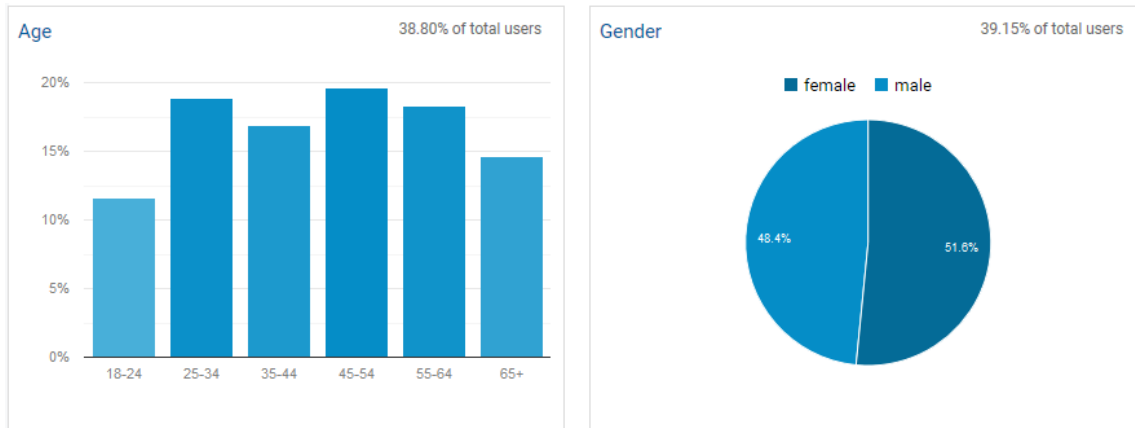 Age
38.80% of total users
20%
15%
10%
5%
0%
18-24
25-34
35-44
45-54
55-64
65+
Gender
39.15% of total users
female
male
48.4%
51.6%